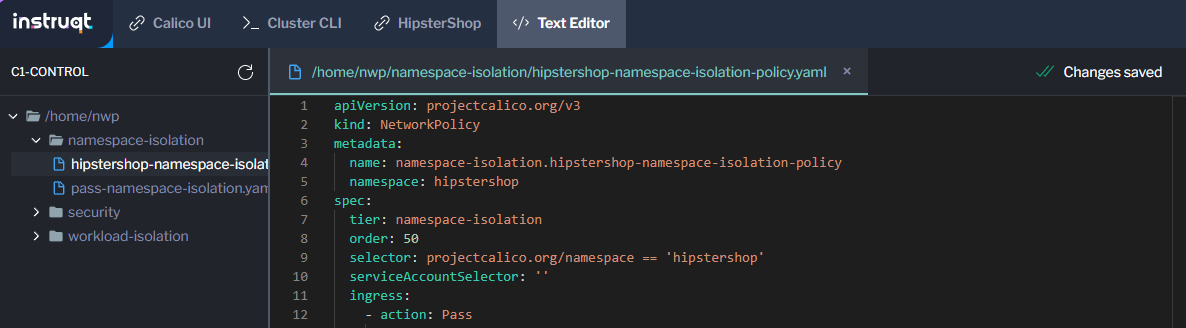 instruqt
Calico UI
Cluster CLI
HipsterShop
Text Editor
C1-CONTROL
/home/nwp/namespace-isolation/hipstershop-namespace-isolation-policy.yaml ×
Changes saved
/home/nwp
namespace-isolation
hipstershop-namespace-isolat
pass-namespace-isolation.yam
security
workload-isolation
1 apiVersion: projectcalico.org/v3
2 kind: NetworkPolicy
3 metadata:
4   name: namespace-isolation.hipstershop-namespace-isolation-policy
5   namespace: hipstershop
6 spec:
7   tier: namespace-isolation
8   order: 50
9   selector: projectcalico.org/namespace == 'hipstershop'
10   serviceAccountSelector: ''
11   ingress:
12     - action: Pass